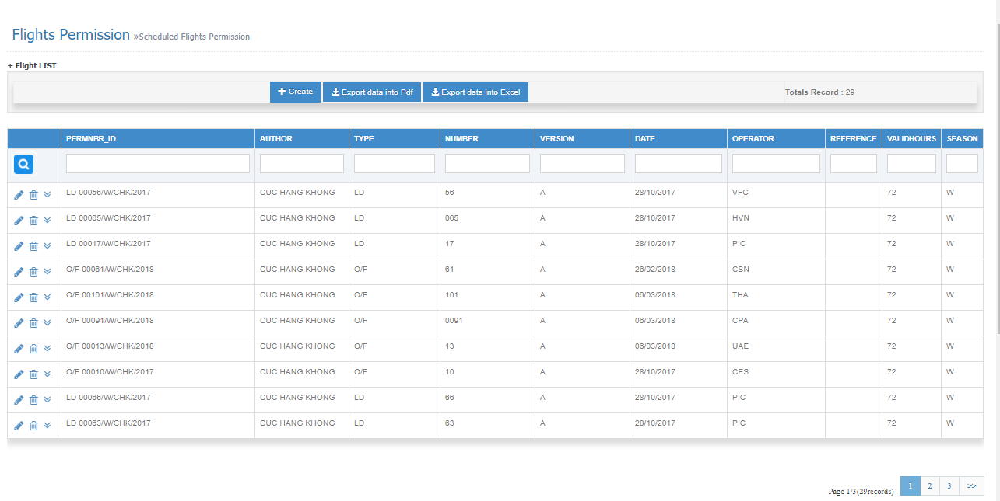 Flights Permission »Scheduled Flights Permission
+ Flight LIST
Create Export data into Pdf Export data into Excel Totals Record : 29
PERMNBR_ID AUTHOR TYPE NUMBER VERSION DATE OPERATOR REFERENCE VALIDHOURS SEASON
LD 00056/W/CHK/2017 CUC HANG KHONG LD 56 A 28/10/2017 VFC 72 W
LD 00065/W/CHK/2017 CUC HANG KHONG LD 065 A 28/10/2017 HVN 72 W
LD 00017/W/CHK/2017 CUC HANG KHONG LD 17 A 28/10/2017 PIC 72 W
O/F 00061/W/CHK/2018 CUC HANG KHONG O/F 61 A 26/02/2018 CSN 72 W
O/F 00101/W/CHK/2018 CUC HANG KHONG O/F 101 A 06/03/2018 THA 72 W
O/F 00091/W/CHK/2018 CUC HANG KHONG O/F 0091 A 06/03/2018 CPA 72 W
O/F 00013/W/CHK/2018 CUC HANG KHONG O/F 13 A 06/03/2018 UAE 72 W
O/F 00010/W/CHK/2017 CUC HANG KHONG O/F 10 A 28/10/2017 CES 72 W
LD 00066/W/CHK/2017 CUC HANG KHONG LD 66 A 28/10/2017 PIC 72 W
LD 00063/W/CHK/2017 CUC HANG KHONG LD 63 A 28/10/2017 PIC 72 W
Page 1/3(29records) 1 2 3 >>